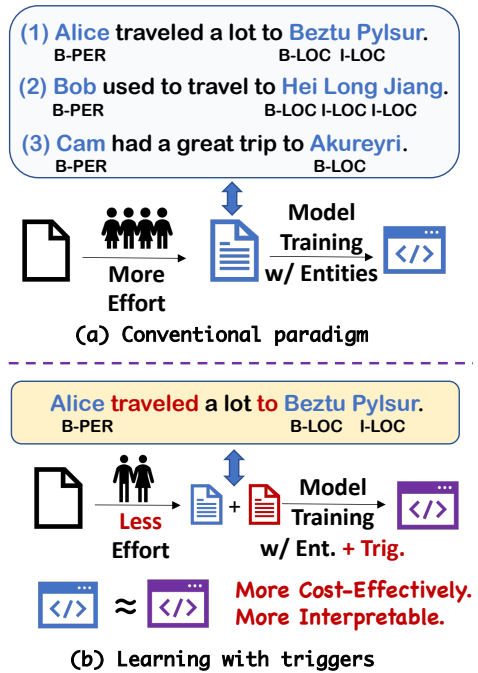 (1) Alice traveled a lot to Beztu Pylsur.
B-PER B-LOC I-LOC
(2) Bob used to travel to Hei Long Jiang.
B-PER B-LOC I-LOC I-LOC
(3) Cam had a great trip to Akureyri.
B-PER B-LOC
More
Effort
Model
Training
w/ Entities
</>
(a) Conventional paradigm
Alice traveled a lot to Beztu Pylsur.
B-PER B-LOC I-LOC
Less
Effort
+
Model
Training
w/ Ent. + Trig.
</>
</> ≈ </>
More Cost-Effectively.
More Interpretable.
(b) Learning with triggers